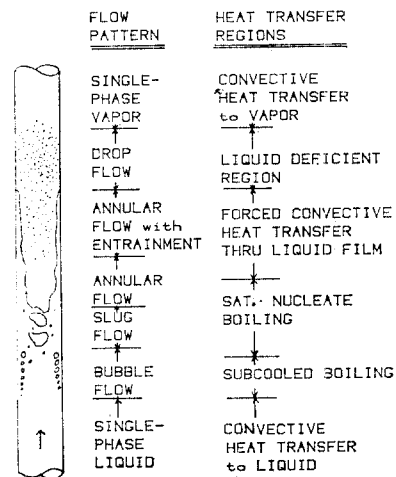 FLOW
PATTERN
SINGLE-
PHASE
VAPOR
DROP
FLOW
ANNULAR
FLOW with
ENTRAINMENT
ANNULAR
FLOW
SLUG
FLOW
BUBBLE
FLOW
SINGLE-
PHASE
LIQUID
HEAT TRANSFER
REGIONS
CONVECTIVE
HEAT TRANSFER
to VAPOR
LIQUID DEFICIENT
REGION
FORCED CONVECTIVE
HEAT TRANSFER
THRU LIQUID FILM
SAT. NUCLEATE
BOILING
SUBCOOLED BOILING
CONVECTIVE
HEAT TRANSFER
to LIQUID